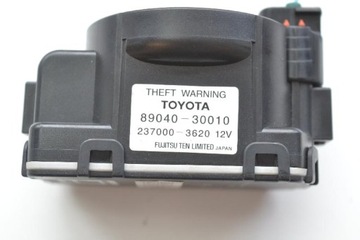 THEFT WARNING
TOYOTA
89040-30010
237000-3620 12V
FUJITSU TEN LIMITED JAPAN